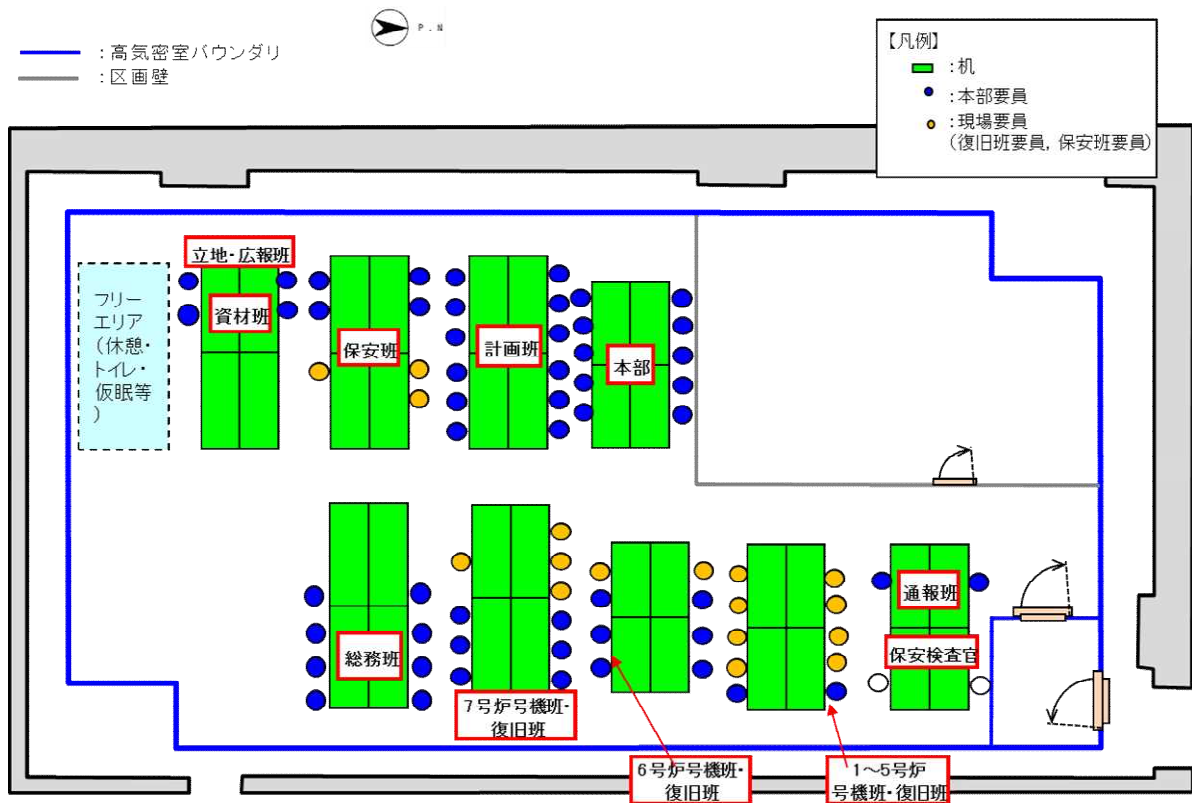 P.N
：高気密室バウンダリ
：区画壁
【凡例】
：机
：本部要員
：現場要員
（復旧班要員，保安班要員）
立地・広報班
資材班
保安班
計画班
本部
フリー
エリア
（休憩・
トイレ・
仮眠等
）
総務班
7号炉号機班・
復旧班
6号炉号機班・
復旧班
1～5号炉
号機班・復旧班
通報班
保安検査官